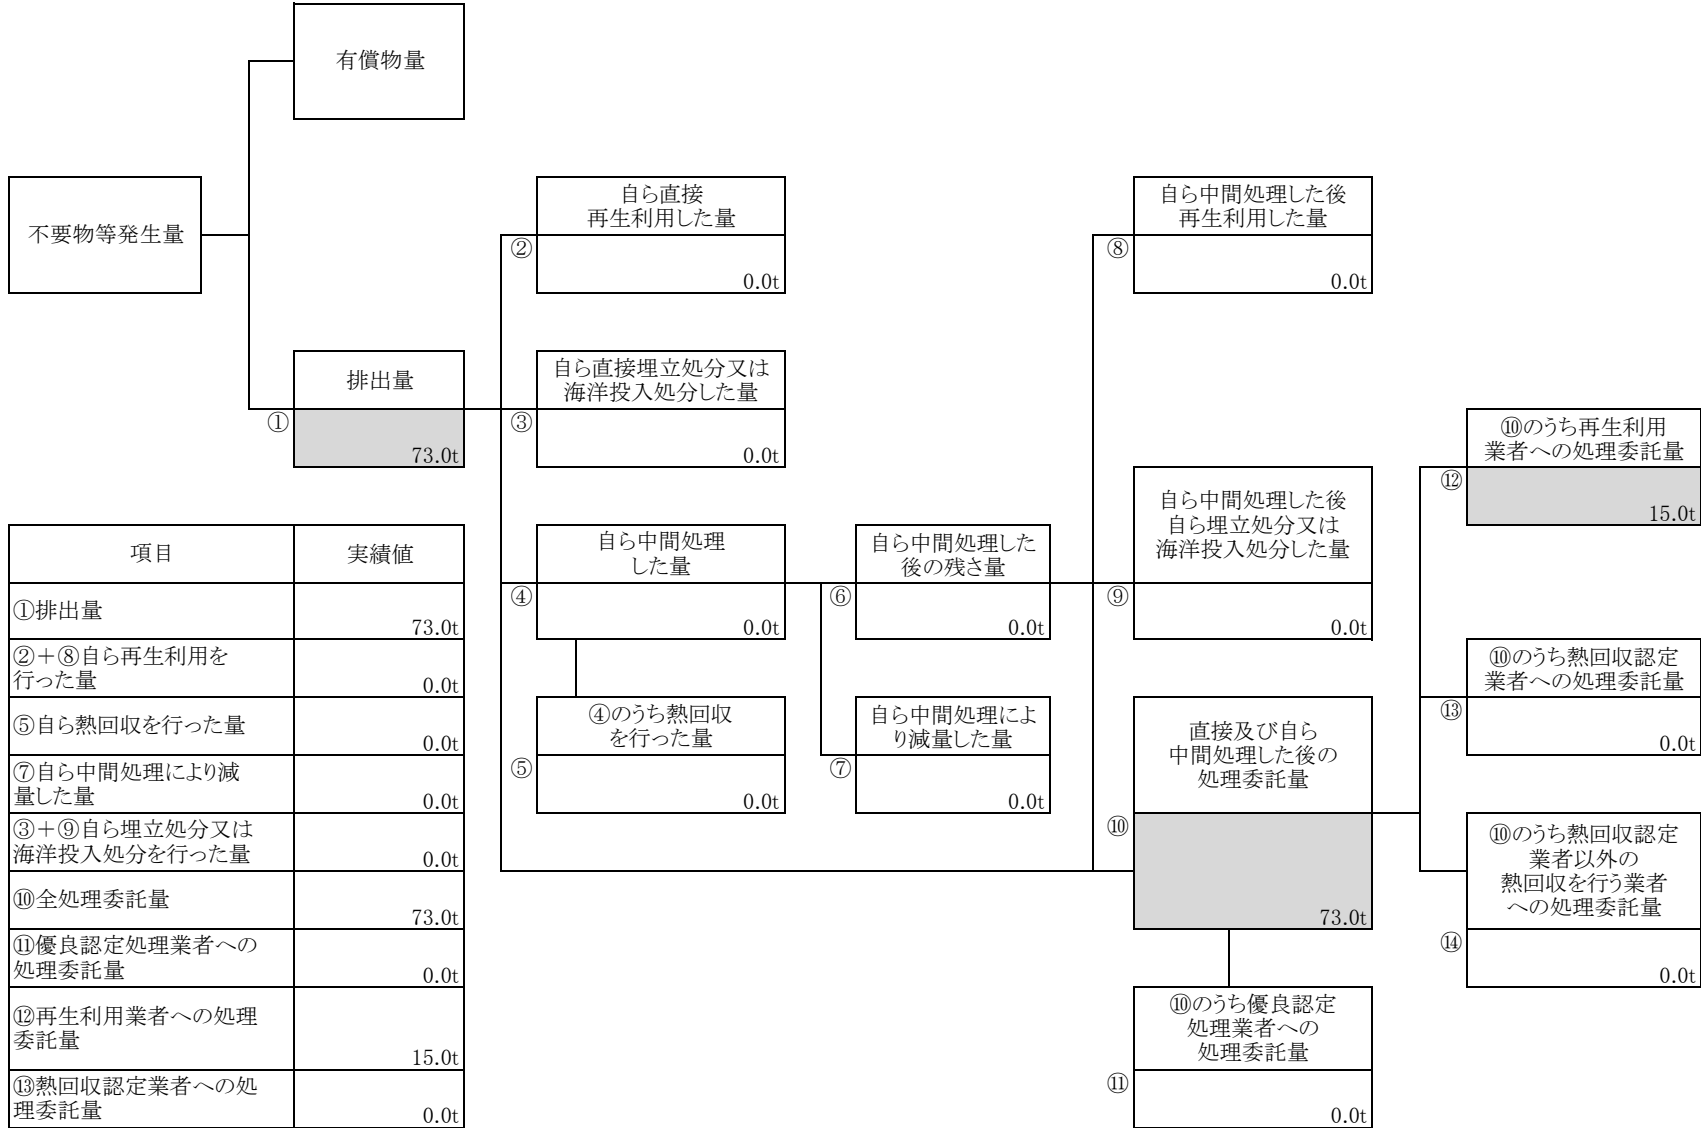 有償物量
不要物等発生量
自ら直接
再生利用した量
②
0.0t
自ら中間処理した後
再生利用した量
⑧
0.0t
排出量
①
73.0t
自ら直接埋立処分又は
海洋投入処分した量
③
0.0t
⑩のうち再生利用
業者への処理委託量
⑫
15.0t
自ら中間処理
した量
④
0.0t
自ら中間処理した
後の残さ量
⑥
0.0t
自ら中間処理した後
自ら埋立処分又は
海洋投入処分した量
⑨
0.0t
⑩のうち熱回収認定
業者への処理委託量
⑬
0.0t
④のうち熱回収
を行った量
⑤
0.0t
自ら中間処理によ
り減量した量
⑦
0.0t
直接及び自ら
中間処理した後の
処理委託量
⑩
73.0t
⑩のうち熱回収認定
業者以外の
熱回収を行う業者
への処理委託量
⑭
0.0t
⑩のうち優良認定
処理業者への
処理委託量
⑪
0.0t
項目 実績値
①排出量
73.0t
②+⑧自ら再生利用を
行った量
0.0t
⑤自ら熱回収を行った量
0.0t
⑦自ら中間処理により減
量した量
0.0t
③+⑨自ら埋立処分又は
海洋投入処分を行った量
0.0t
⑩全処理委託量
73.0t
⑪優良認定処理業者への
処理委託量
0.0t
⑫再生利用業者への処理
委託量
15.0t
⑬熱回収認定業者への処
理委託量
0.0t